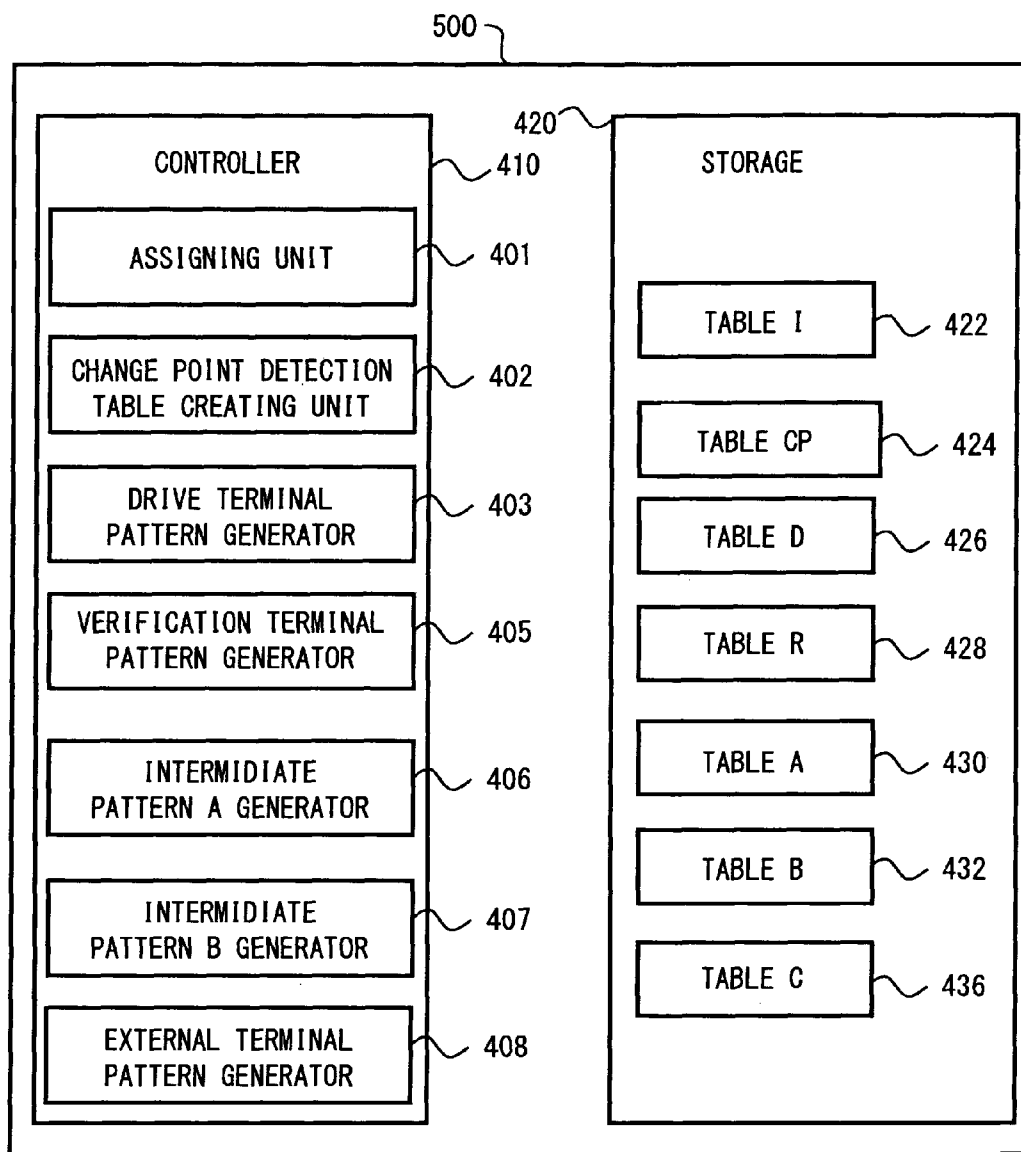 500
CONTROLLER
410
ASSIGNING UNIT
401
CHANGE POINT DETECTION
TABLE CREATING UNIT
402
DRIVE TERMINAL
PATTERN GENERATOR
403
VERIFICATION TERMINAL
PATTERN GENERATOR
405
INTERMIDIATE
PATTERN A GENERATOR
406
INTERMIDIATE
PATTERN B GENERATOR
407
EXTERNAL TERMINAL
PATTERN GENERATOR
408
420
STORAGE
TABLE I
422
TABLE CP
424
TABLE D
426
TABLE R
428
TABLE A
430
TABLE B
432
TABLE C
436